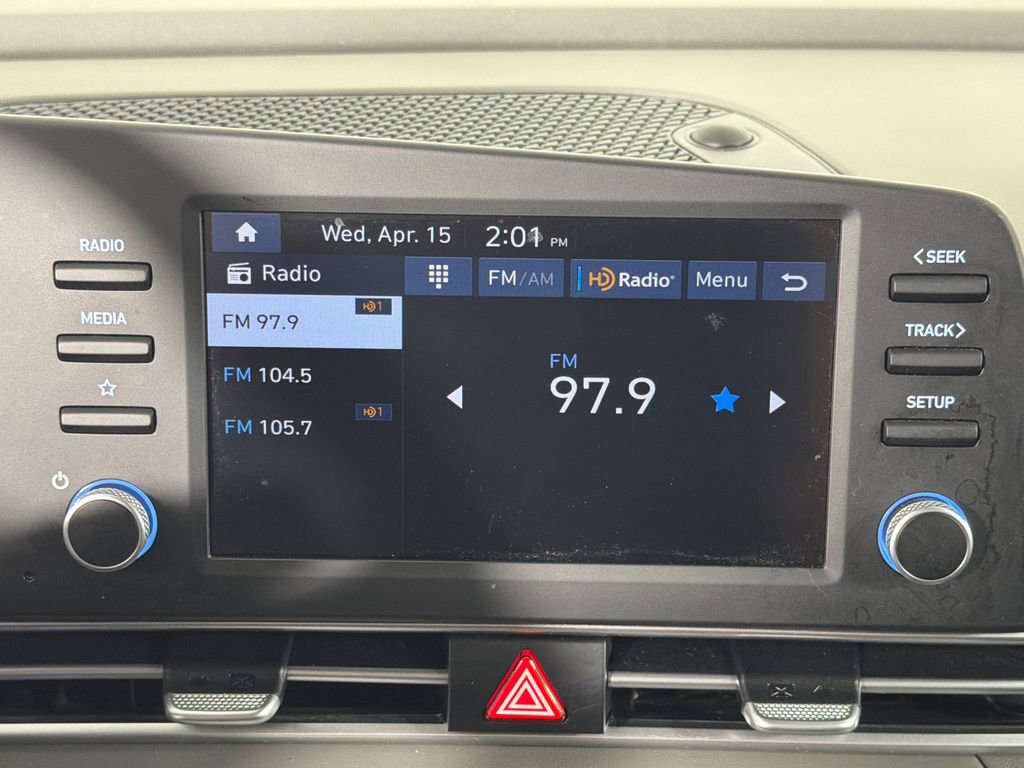 RADIO
MEDIA
Wed, Apr. 15 2:01 PM
Radio
FM/AM
HD Radio
Menu
FM 97.9 HD1
FM 104.5
FM 105.7 HD1
FM
97.9
<SEEK
TRACK>
SETUP